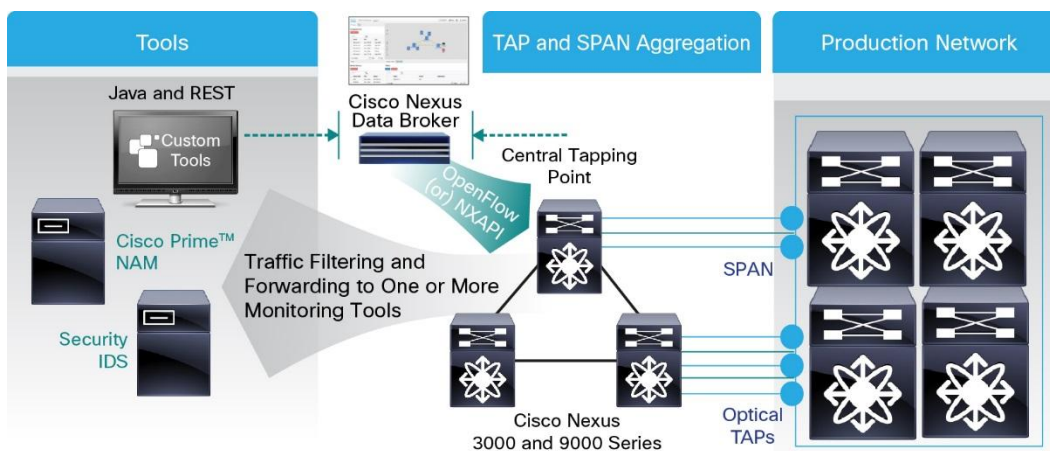 Tools
TAP and SPAN Aggregation
Production Network
Java and REST
Custom
Tools
Cisco Nexus
Data Broker
Central Tapping
Point
OpenFlow
(or) NXAPI
Cisco Prime™
NAM
Traffic Filtering and
Forwarding to One or More
Monitoring Tools
SPAN
Security
IDS
Optical
TAPs
Cisco Nexus
3000 and 9000 Series